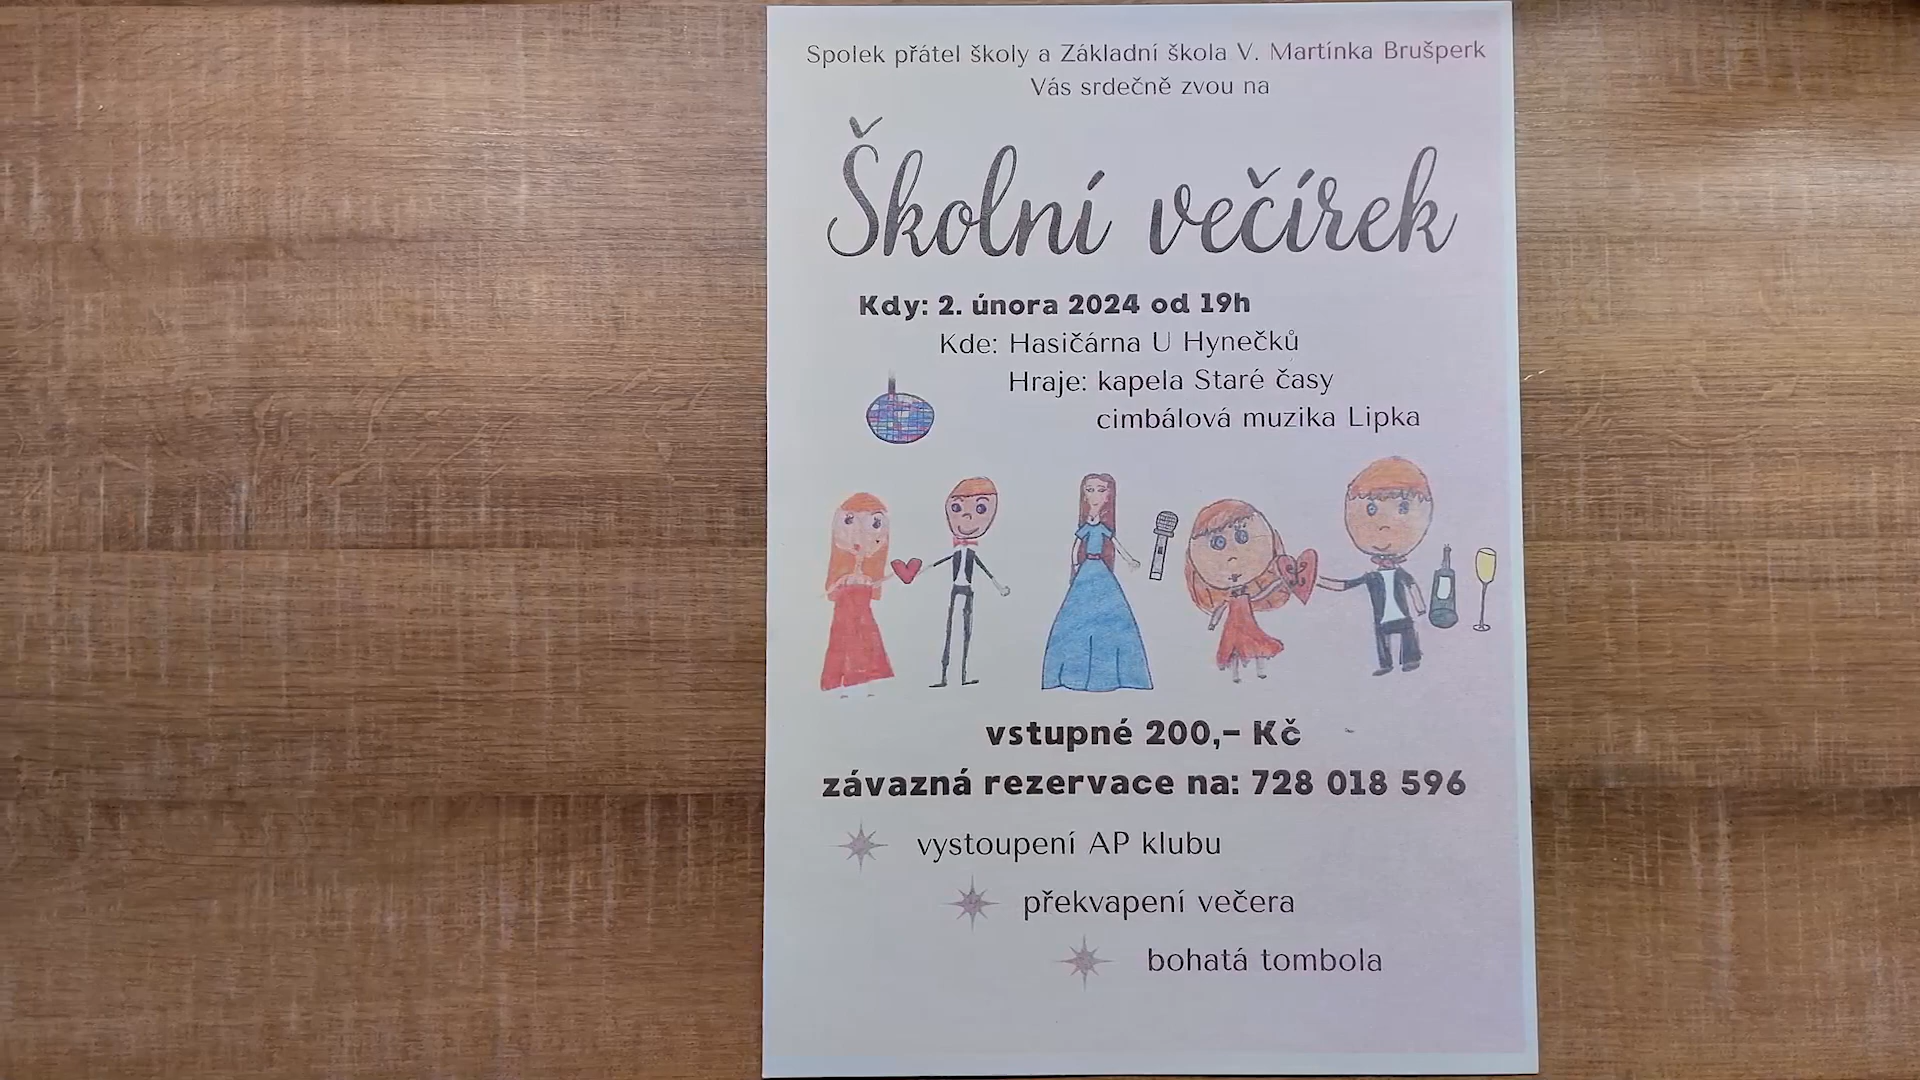 Spolek přátel školy a Základní škola V. Martínka Brušperk
Vás srdečně zvou na
Školní večírek
Kdy: 2. února 2024 od 19h
Kde: Hasičárna U Hynečků
Hraje: kapela Staré časy
cimbálová muzika Lipka
vstupné 200,- Kč
závazná rezervace na: 728 018 596
vystoupení AP klubu
překvapení večera
bohatá tombola